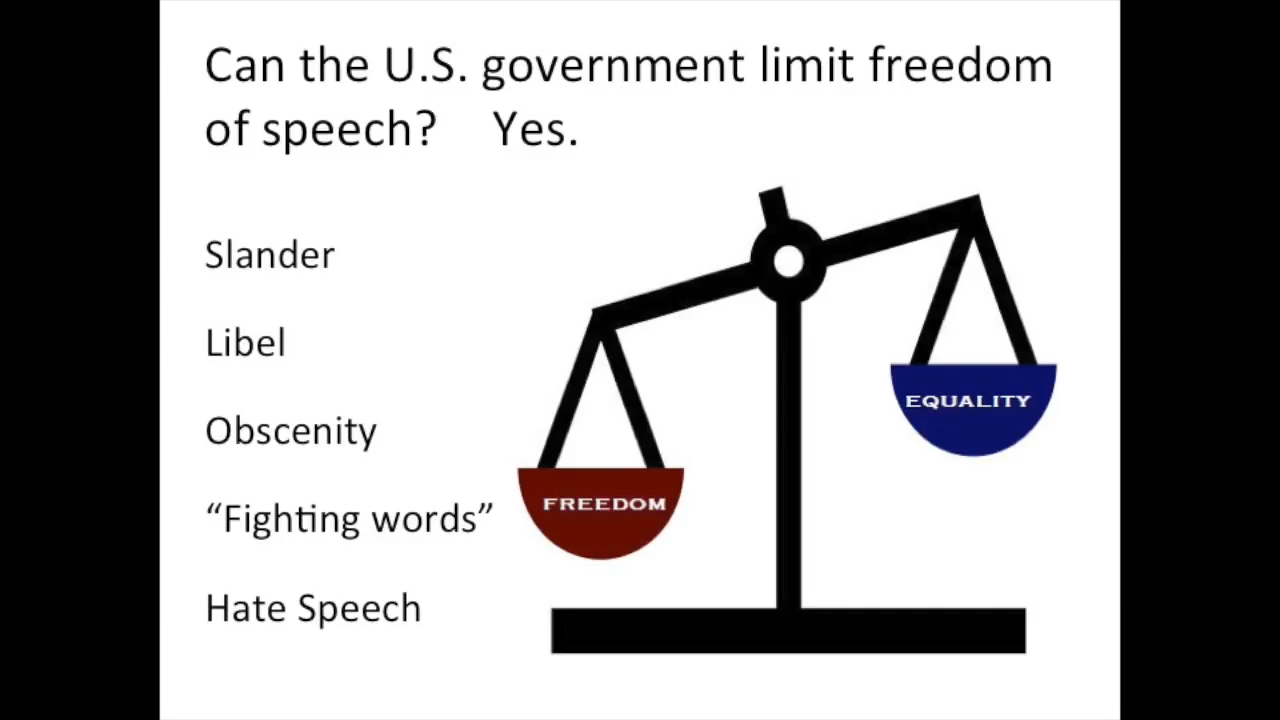 Can the U.S. government limit freedom
of speech? Yes.
Slander
Libel
Obscenity
“Fighting words”
Hate Speech
FREEDOM
EQUALITY